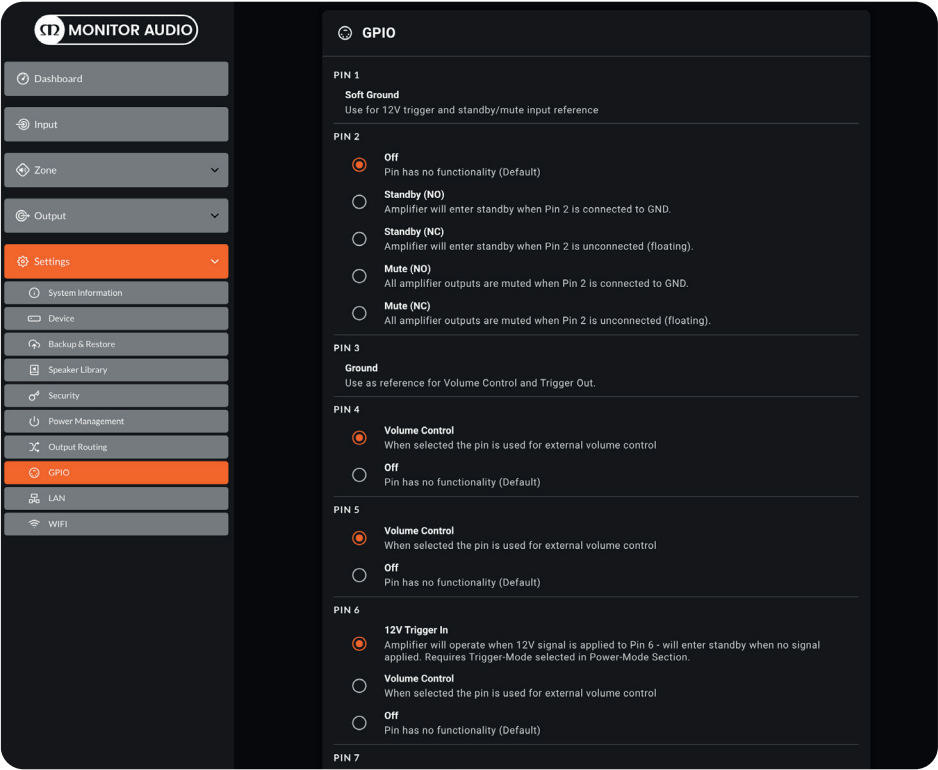 MONITOR AUDIO
Dashboard
Input
Zone
Output
Settings
System Information
Device
Backup & Restore
Speaker Library
Security
Power Management
Output Routing
GPIO
LAN
WIFI
GPIO
PIN 1
Soft Ground
Use for 12V trigger and standby/mute input reference
PIN 2
Off
Pin has no functionality (Default)
Standby (NO)
Amplifier will enter standby when Pin 2 is connected to GND.
Standby (NC)
Amplifier will enter standby when Pin 2 is unconnected (floating).
Mute (NO)
All amplifier outputs are muted when Pin 2 is connected to GND.
Mute (NC)
All amplifier outputs are muted when Pin 2 is unconnected (floating).
PIN 3
Ground
Use as reference for Volume Control and Trigger Out.
PIN 4
Volume Control
When selected the pin is used for external volume control
Off
Pin has no functionality (Default)
PIN 5
Volume Control
When selected the pin is used for external volume control
Off
Pin has no functionality (Default)
PIN 6
12V Trigger In
Amplifier will operate when 12V signal is applied to Pin 6 - will enter standby when no signal
applied. Requires Trigger-Mode selected in Power-Mode Section.
Volume Control
When selected the pin is used for external volume control
Off
Pin has no functionality (Default)
PIN 7